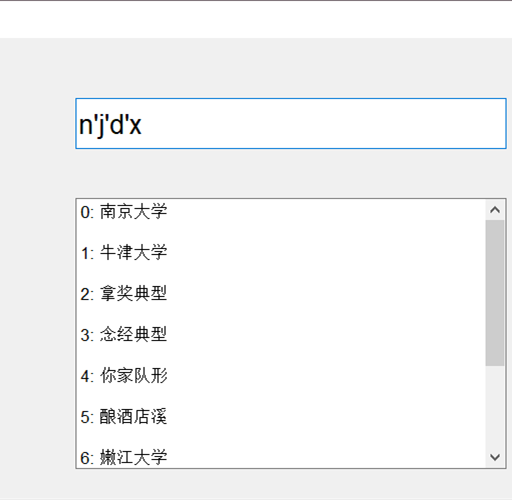 n'j'd'x
0: 南京大学
1: 牛津大学
2: 拿奖典型
3: 念经典型
4: 你家队形
5: 酿酒店溪
6: 嫩江大学